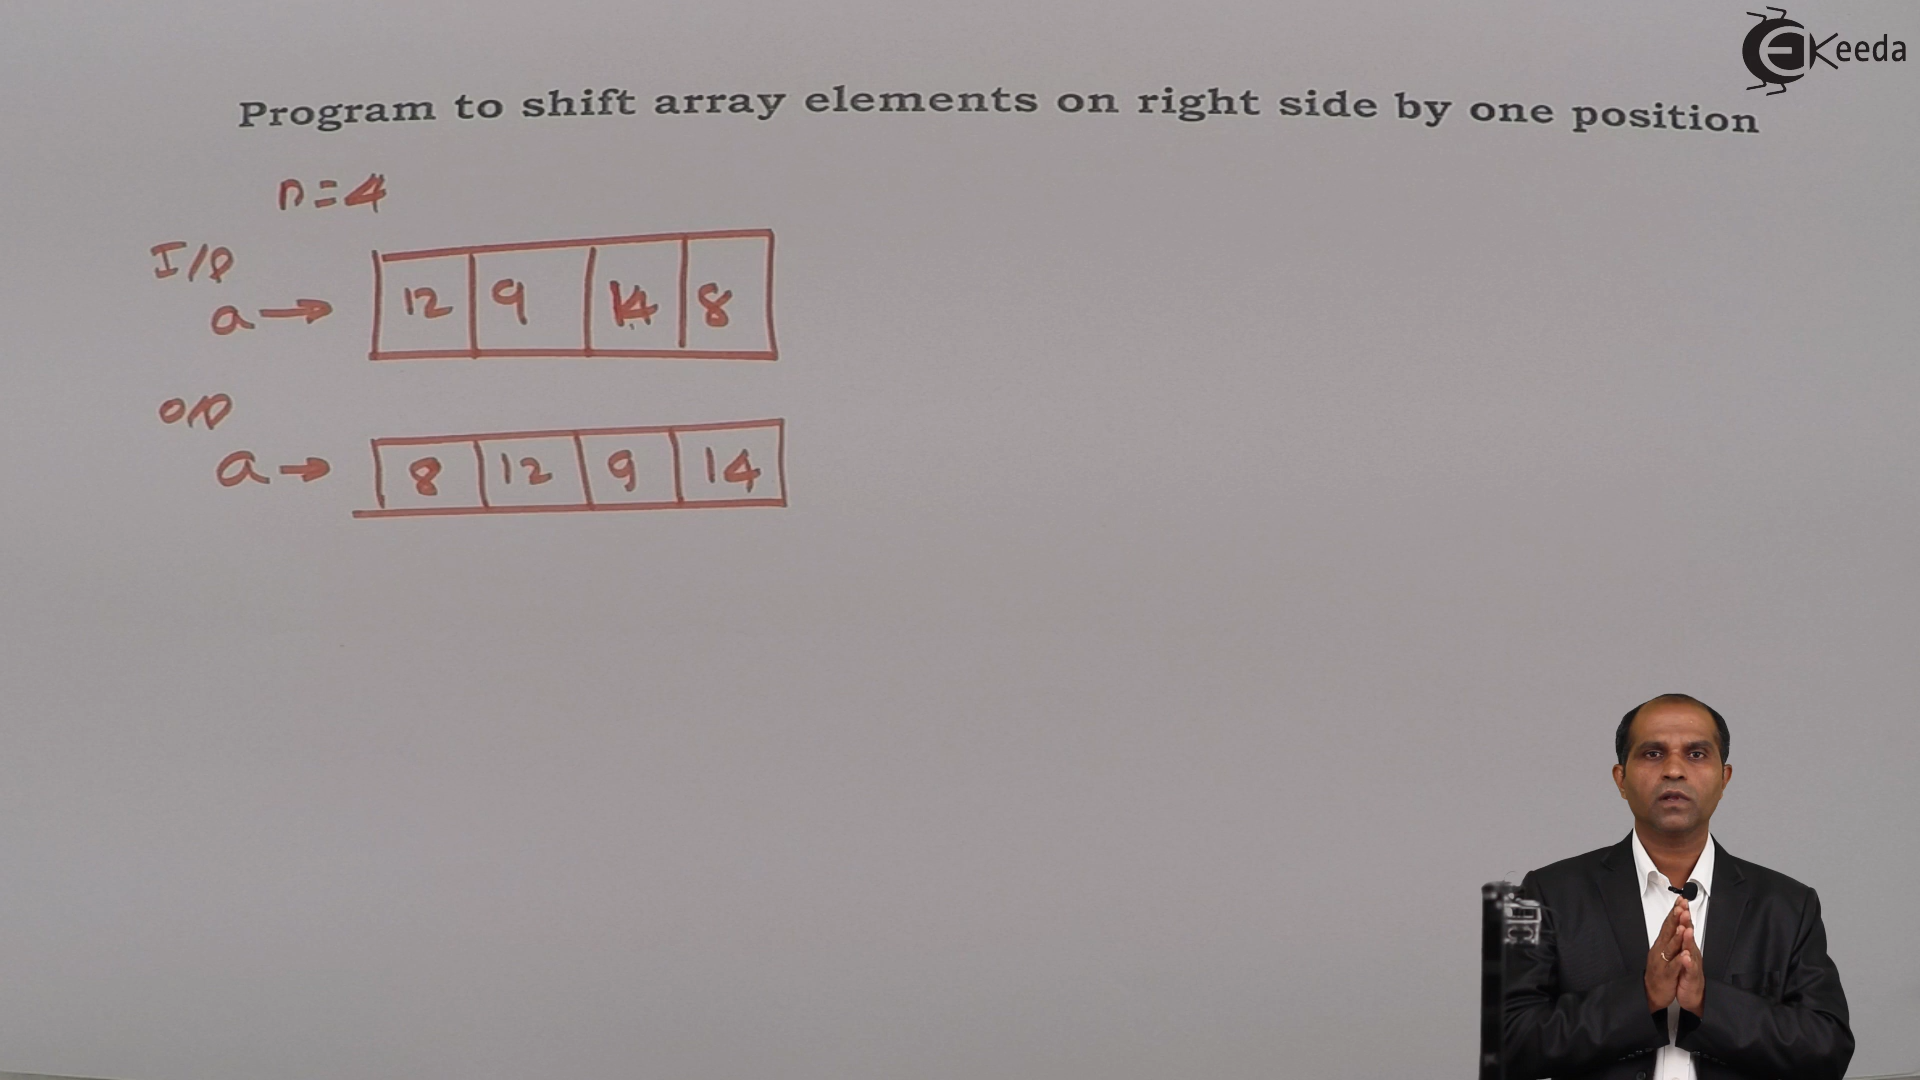 Keeda
Program to shift array elements on right side by one position
n=4
I/P
a→ 12 9 14 8
O/P
a→ 8 12 9 14